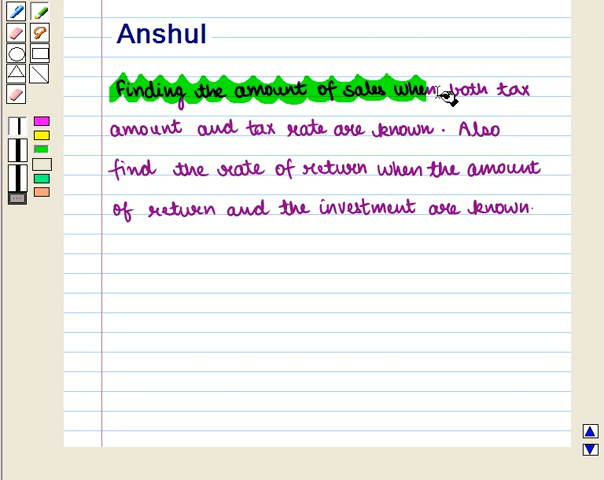 Anshul
Finding the amount of sales when both tax
amount and tax rate are known. Also
find the rate of return when the amount
of return and the investment are known.